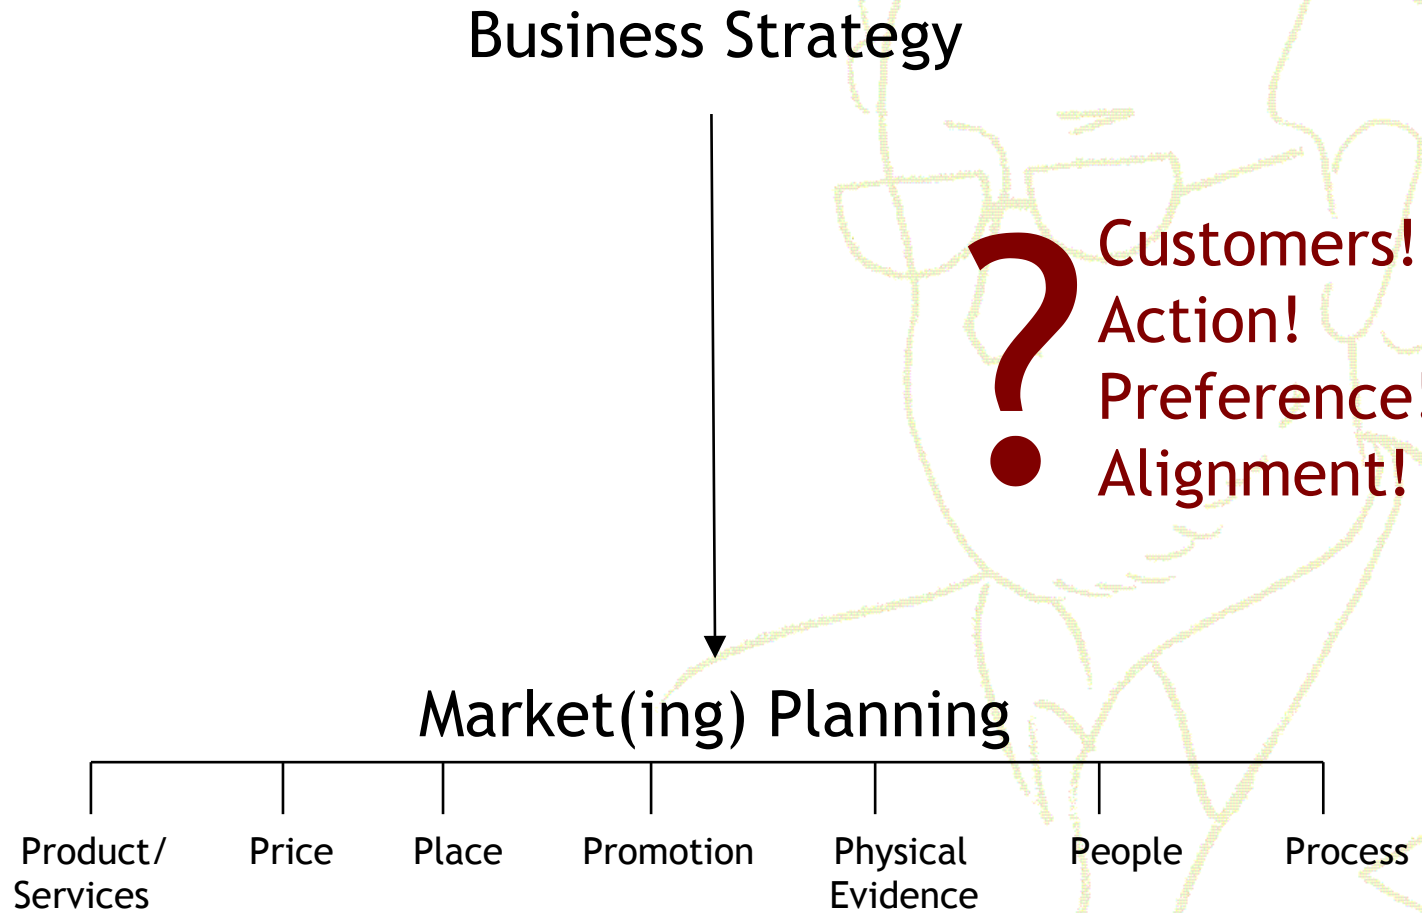 Business Strategy
?
Customers!
Action!
Preference!
Alignment!
Market(ing) Planning
Product/ Price Place Promotion Physical People Process
Services Evidence